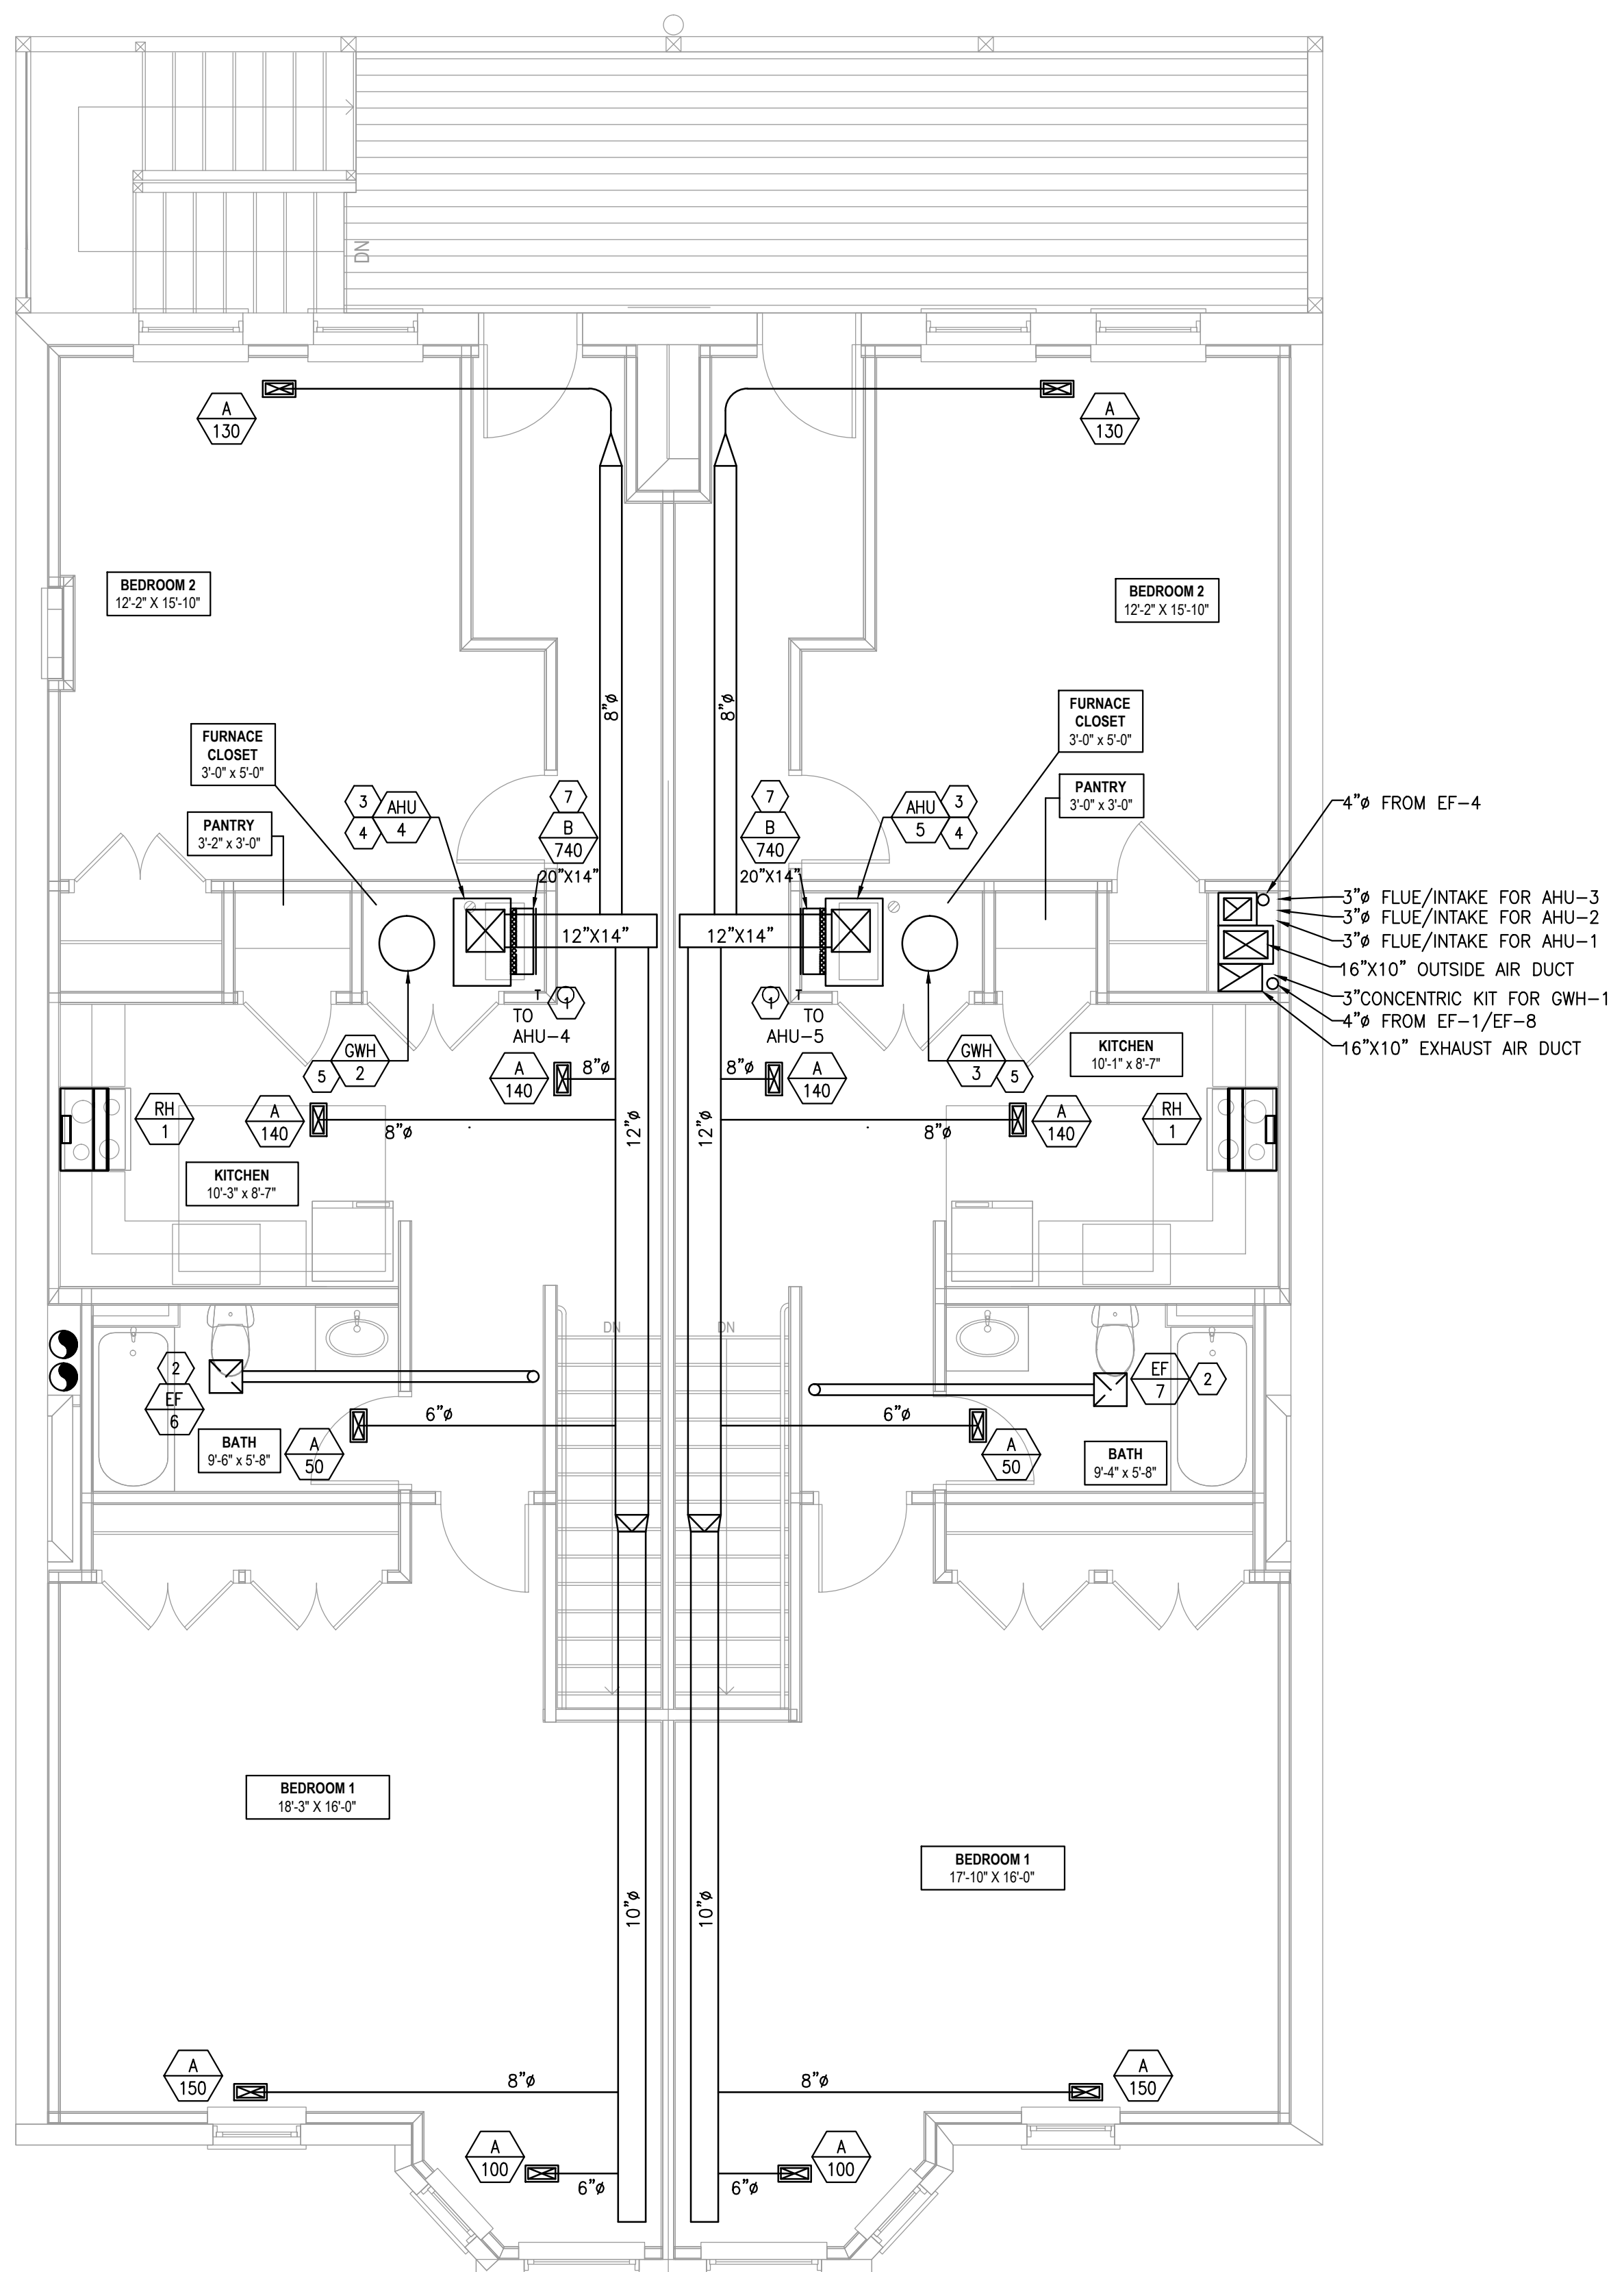 DN
A
130
A
130
BEDROOM 2
12'-2" X 15'-10"
BEDROOM 2
12'-2" X 15'-10"
8"ø
8"ø
FURNACE
CLOSET
3'-0" x 5'-0"
FURNACE
CLOSET
3'-0" x 5'-0"
PANTRY
3'-2" x 3'-0"
PANTRY
3'-0" x 3'-0"
3
4
AHU
4
7
B
740
7
B
740
AHU
5
3
4
20"X14"
20"X14"
12"X14"
12"X14"
4"ø FROM EF-4
3"ø FLUE/INTAKE FOR AHU-3
3"ø FLUE/INTAKE FOR AHU-2
3"ø FLUE/INTAKE FOR AHU-1
16"X10" OUTSIDE AIR DUCT
3"CONCENTRIC KIT FOR GWH-1
4"ø FROM EF-1/EF-8
16"X10" EXHAUST AIR DUCT
T
1
TO
AHU-4
1
T
TO
AHU-5
GWH
2
5
GWH
3
5
KITCHEN
10'-1" x 8'-7"
A
140
8"ø
8"ø
A
140
RH
1
A
140
8"ø
12"ø
12"ø
8"ø
A
140
RH
1
KITCHEN
10'-3" x 8'-7"
DN
DN
2
EF
6
EF
7
2
BATH
9'-6" x 5'-8"
A
50
6"ø
6"ø
A
50
BATH
9'-4" x 5'-8"
BEDROOM 1
18'-3" X 16'-0"
BEDROOM 1
17'-10" X 16'-0"
10"ø
10"ø
A
150
8"ø
8"ø
A
150
A
100
6"ø
6"ø
A
100